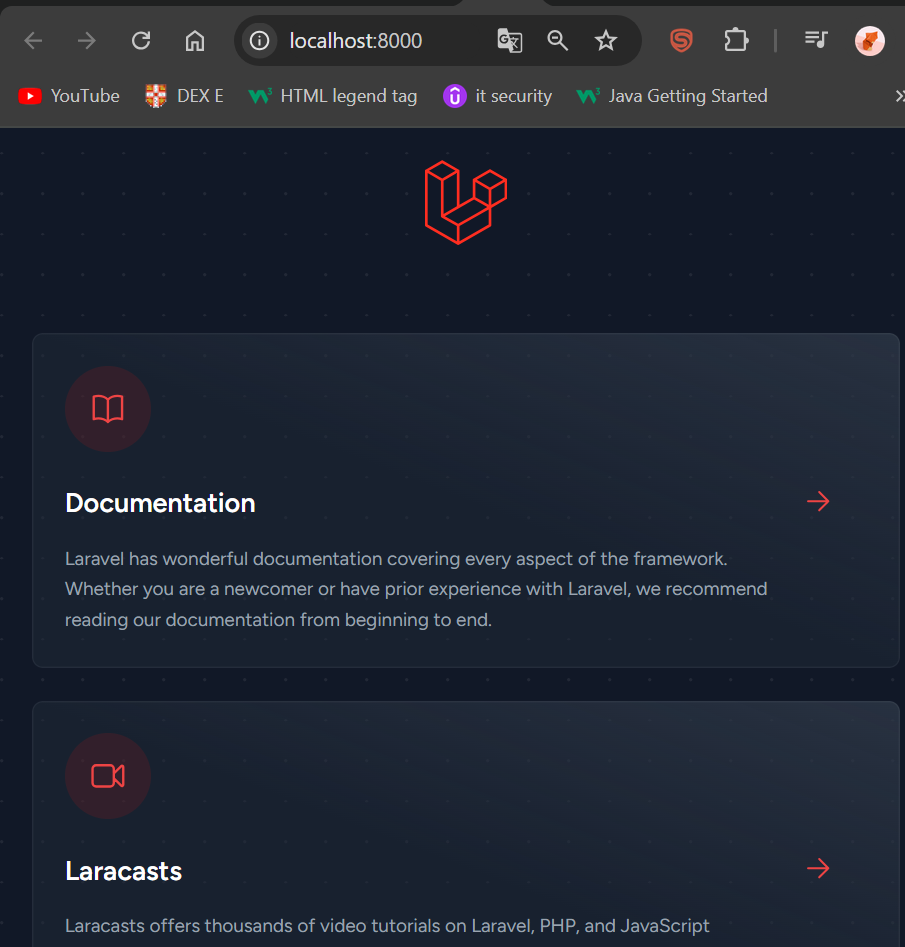 localhost:8000
YouTube
DEX E
HTML legend tag
it security
Java Getting Started
Documentation
Laravel has wonderful documentation covering every aspect of the framework.
Whether you are a newcomer or have prior experience with Laravel, we recommend
reading our documentation from beginning to end.
Laracasts
Laracasts offers thousands of video tutorials on Laravel, PHP, and JavaScript